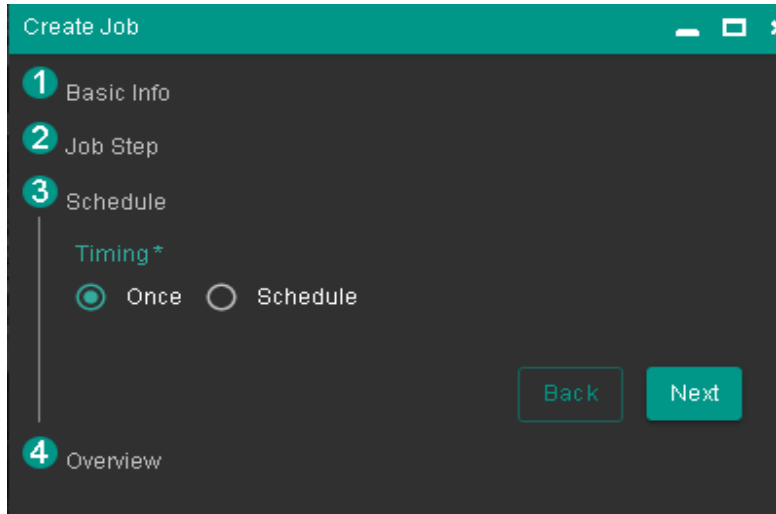 Create Job
1 Basic Info
2 Job Step
3 Schedule
Timing*
Once Schedule
Back Next
4 Overview